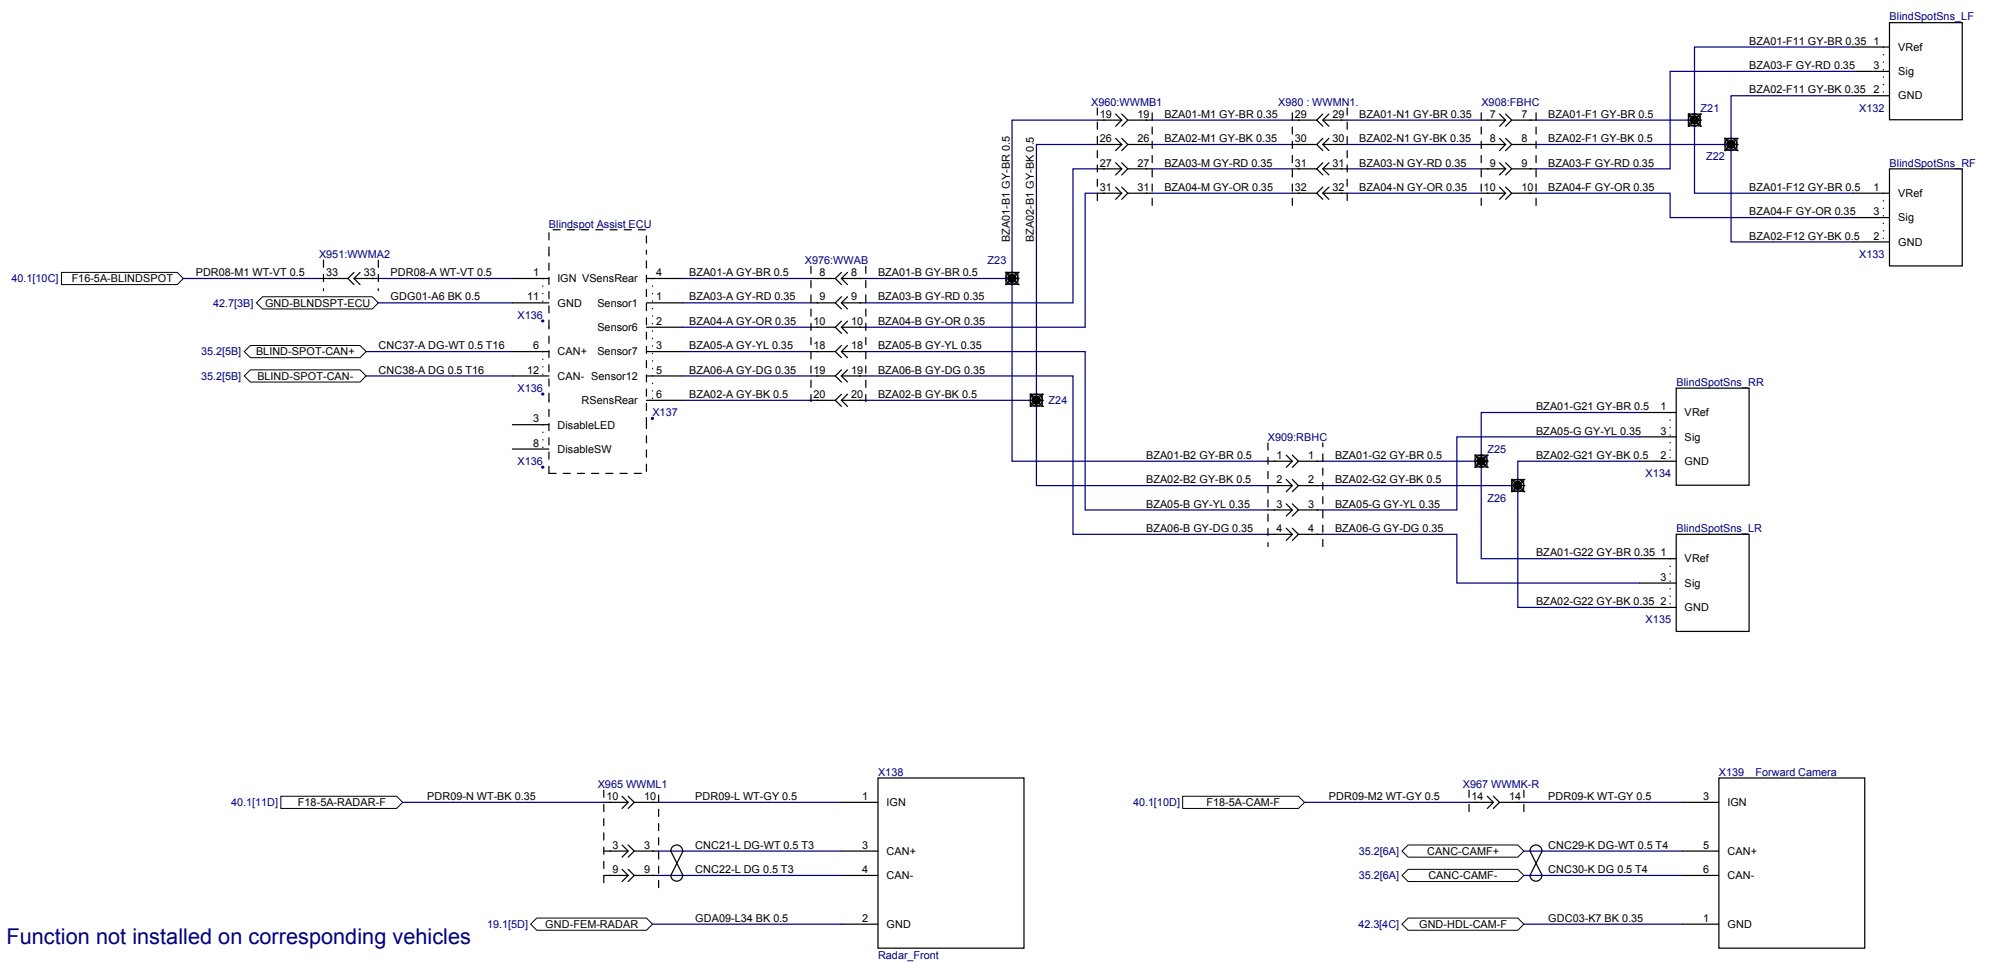 BlindSpotSns_LF
BZA01-F11 GY-BR 0.35 1 VRef
BZA03-F GY-RD 0.35 3 Sig
BZA02-F11 GY-BK 0.35 2 GND
X132
X960:WWMB1 X980 : WWMN1. X908:FBHC Z21
19 19 BZA01-M1 GY-BR 0.35 29 29 BZA01-N1 GY-BR 0.35 7 7 BZA01-F1 GY-BR 0.5
26 26 BZA02-M1 GY-BK 0.35 30 30 BZA02-N1 GY-BK 0.35 8 8 BZA02-F1 GY-BK 0.5
Z22
27 27 BZA03-M GY-RD 0.35 31 31 BZA03-N GY-RD 0.35 9 9 BZA03-F GY-RD 0.35
31 31 BZA04-M GY-OR 0.35 32 32 BZA04-N GY-OR 0.35 10 10 BZA04-F GY-OR 0.35
BlindSpotSns_RF
BZA01-F12 GY-BR 0.5 1 VRef
BZA04-F GY-OR 0.35 3 Sig
BZA02-F12 GY-BK 0.5 2 GND
X133
BZA01-B1 GY-BR 0.5
BZA02-B1 GY-BK 0.5
Blindspot Assist ECU
X951:WWMA2
X976:WWAB
Z23
40.1[10C] F16-5A-BLINDSPOT PDR08-M1 WT-VT 0.5 33 33 PDR08-A WT-VT 0.5 1 IGN VSensRear 4 BZA01-A GY-BR 0.5 8 8 BZA01-B GY-BR 0.5
42.7[3B] GND-BLNDSPT-ECU GDG01-A6 BK 0.5 11 GND Sensor1 1 BZA03-A GY-RD 0.35 9 9 BZA03-B GY-RD 0.35
X136
Sensor6 2 BZA04-A GY-OR 0.35 10 10 BZA04-B GY-OR 0.35
35.2[5B] BLIND-SPOT-CAN+ CNC37-A DG-WT 0.5 T16 6 CAN+ Sensor7 3 BZA05-A GY-YL 0.35 18 18 BZA05-B GY-YL 0.35
35.2[5B] BLIND-SPOT-CAN- CNC38-A DG 0.5 T16 12 CAN- Sensor12 5 BZA06-A GY-DG 0.35 19 19 BZA06-B GY-DG 0.35
X136
RSensRear 6 BZA02-A GY-BK 0.5 20 20 BZA02-B GY-BK 0.5 Z24
X137
3 DisableLED
8 DisableSW
X136
BlindSpotSns_RR
BZA01-G21 GY-BR 0.5 1 VRef
X909:RBHC
BZA05-G GY-YL 0.35 3 Sig
Z25
BZA01-B2 GY-BR 0.5 1 1 BZA01-G2 GY-BR 0.5 BZA02-G21 GY-BK 0.5 2 GND
X134
BZA02-B2 GY-BK 0.5 2 2 BZA02-G2 GY-BK 0.5
Z26
BZA05-B GY-YL 0.35 3 3 BZA05-G GY-YL 0.35
BZA06-B GY-DG 0.35 4 4 BZA06-G GY-DG 0.35
BlindSpotSns_LR
BZA01-G22 GY-BR 0.35 1 VRef
3 Sig
BZA02-G22 GY-BK 0.35 2 GND
X135
X138
X965 WWML1
40.1[11D] F18-5A-RADAR-F PDR09-N WT-BK 0.35 10 10 PDR09-L WT-GY 0.5 1 IGN
3 3 CNC21-L DG-WT 0.5 T3 3 CAN+
9 9 CNC22-L DG 0.5 T3 4 CAN-
19.1[5D] GND-FEM-RADAR GDA09-L34 BK 0.5 2 GND
Radar_Front
X139 Forward Camera
X967 WWMK-R
40.1[10D] F18-5A-CAM-F PDR09-M2 WT-GY 0.5 14 14 PDR09-K WT-GY 0.5 3 IGN
35.2[6A] CANC-CAMF+ CNC29-K DG-WT 0.5 T4 5 CAN+
35.2[6A] CANC-CAMF- CNC30-K DG 0.5 T4 6 CAN-
42.3[4C] GND-HDL-CAM-F GDC03-K7 BK 0.35 1 GND
Function not installed on corresponding vehicles